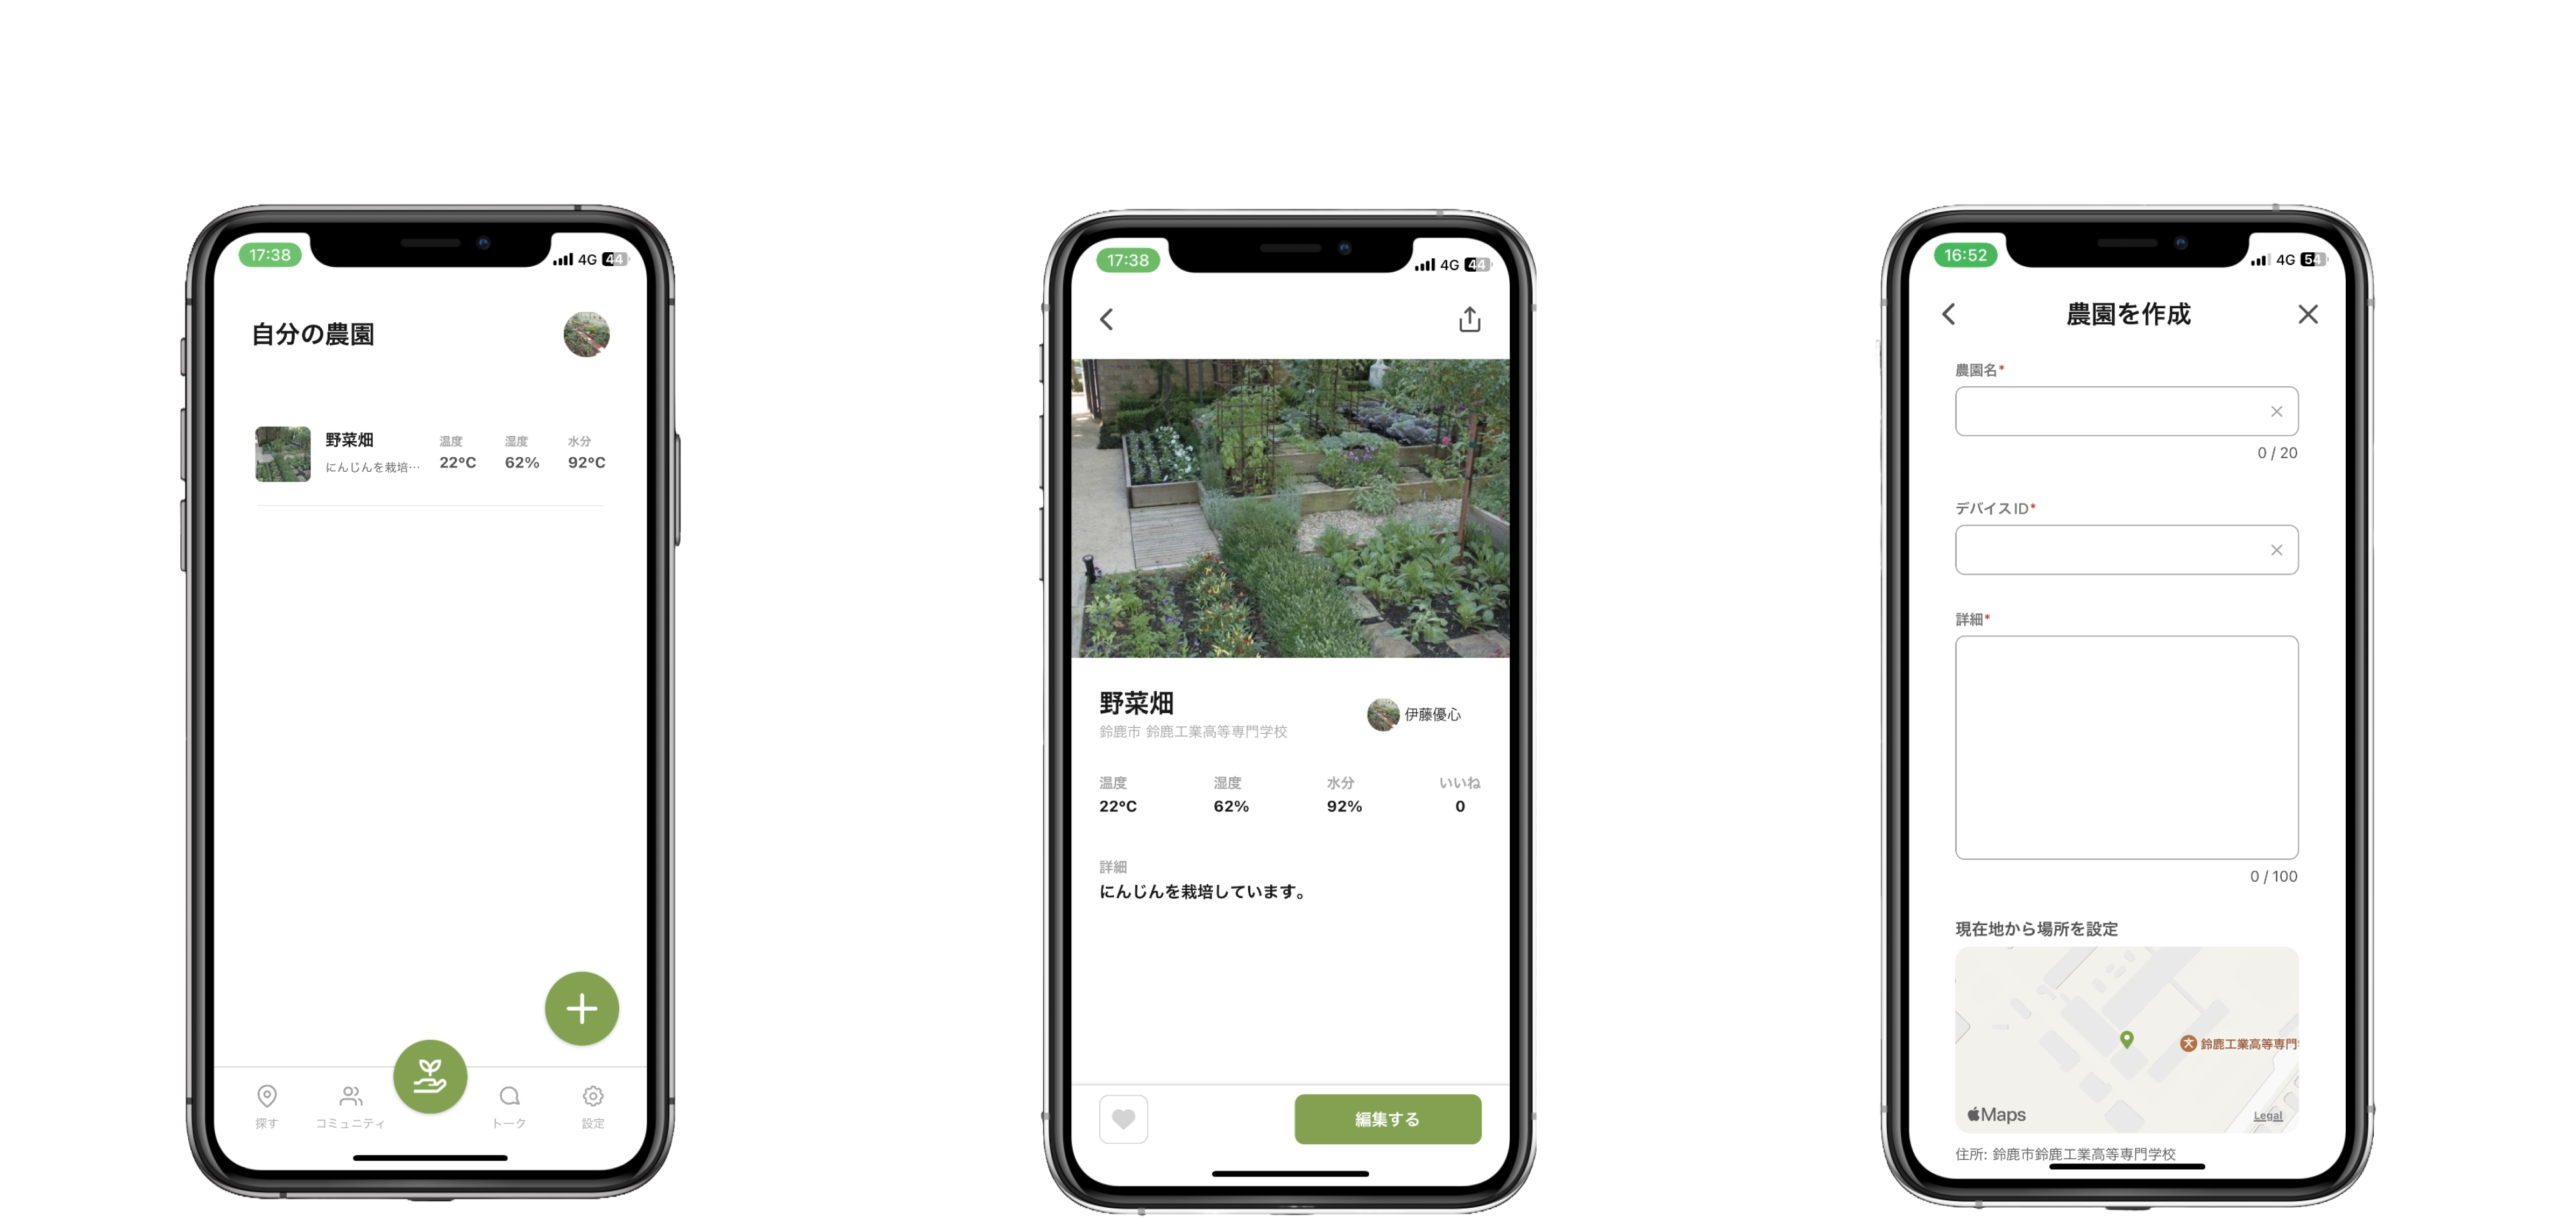 17:38
4G 44
自分の農園
野菜畑
にんじんを栽培…
温度 湿度 水分
22°C 62% 92°C
探す コミュニティ トーク 設定
17:38
4G 44
野菜畑
鈴鹿市 鈴鹿工業高等専門学校
伊藤優心
温度 湿度 水分 いいね
22°C 62% 92% 0
詳細
にんじんを栽培しています。
編集する
16:52
4G 54
農園を作成
農園名*
0 / 20
デバイスID*
詳細*
0 / 100
現在地から場所を設定
文 鈴鹿工業高等専門
Maps
Legal
住所: 鈴鹿市鈴鹿工業高等専門学校